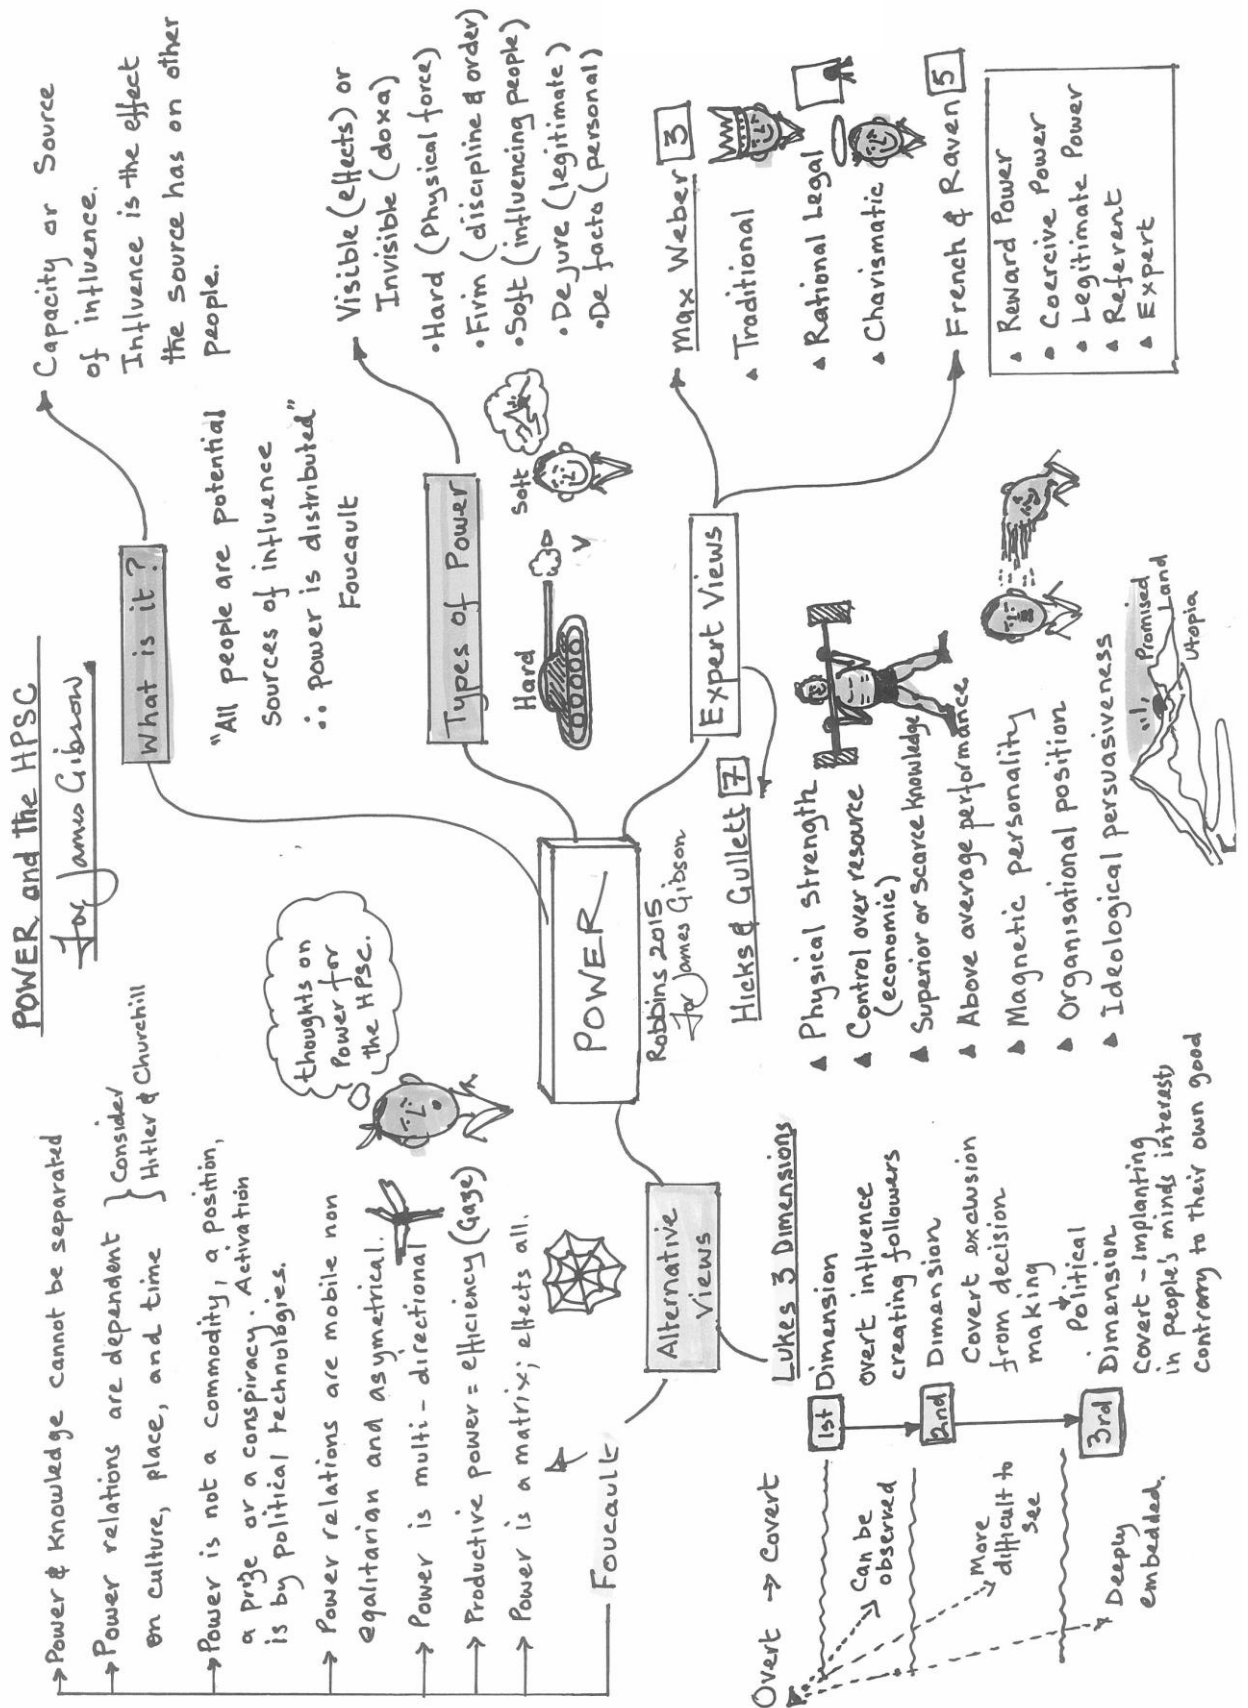 POWER and the HPSC
for James Gibson
thoughts on
Power for
the HPSC.
POWER
Robbins 2015
for James Gibson
What is it?
Capacity or Source
of influence.
Influence is the effect
the source has on other
people.
"All people are potential
sources of influence
∴ power is distributed"
Foucault
Types of Power
Visible (effects) or
Invisible (doxa)
•Hard (Physical force)
•Firm (discipline & order)
•Soft (influencing people)
•De jure (legitimate)
•De facto (personal)
Hard
V
Soft
Expert Views
Max Weber 3
▲ Traditional
▲ Rational Legal
▲ Charismatic
French & Raven 5
▲ Reward Power
▲ Coercive Power
▲ Legitimate Power
▲ Referent
▲ Expert
Hicks & Gullett 7
▲ Physical strength
▲ Control over resource
(economic)
▲ Superior or scarce knowledge
▲ Above average performance
▲ Magnetic personality
▲ Organisational position
▲ Ideological persuasiveness
Promised
Land
Utopia
Alternative
views
Foucault
→ Power & knowledge cannot be separated
→ Power relations are dependent
on culture, place, and time
} Consider
Hitler & Churchill
→ Power is not a commodity, a position,
a prize or a conspiracy. Activation
is by political technologies.
→ Power relations are mobile non
egalitarian and asymetrical.
→ Power is multi-directional
→ Productive power = efficiency (Gaze)
→ Power is a matrix; effects all.
Lukes 3 Dimensions
1st Dimension
overt influence
creating followers
2nd Dimension
Covert exclusion
from decision
making
Political
3rd Dimension
Covert - Implanting
in people's minds interests
contrary to their own good
Overt → Covert
Can be
observed
More
difficult to
see
Deeply
embedded.